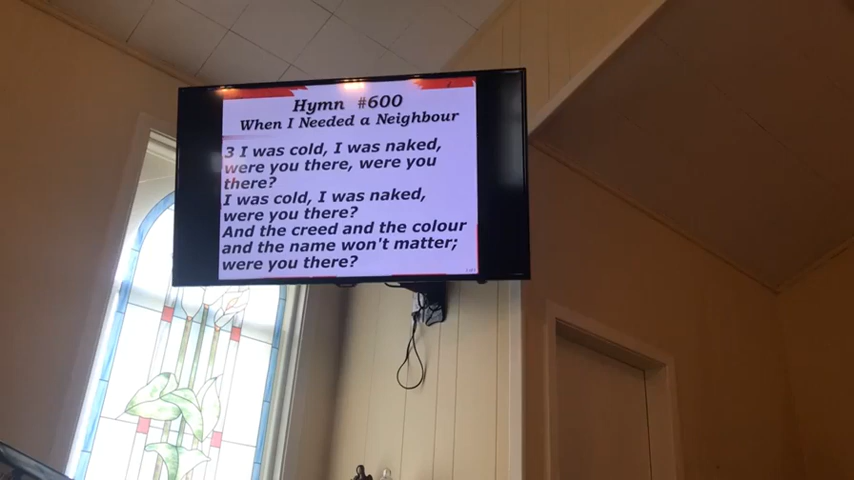 Hymn #600
When I Needed a Neighbour
3 I was cold, I was naked,
were you there, were you
there?
I was cold, I was naked,
were you there?
And the creed and the colour
and the name won't matter;
were you there?